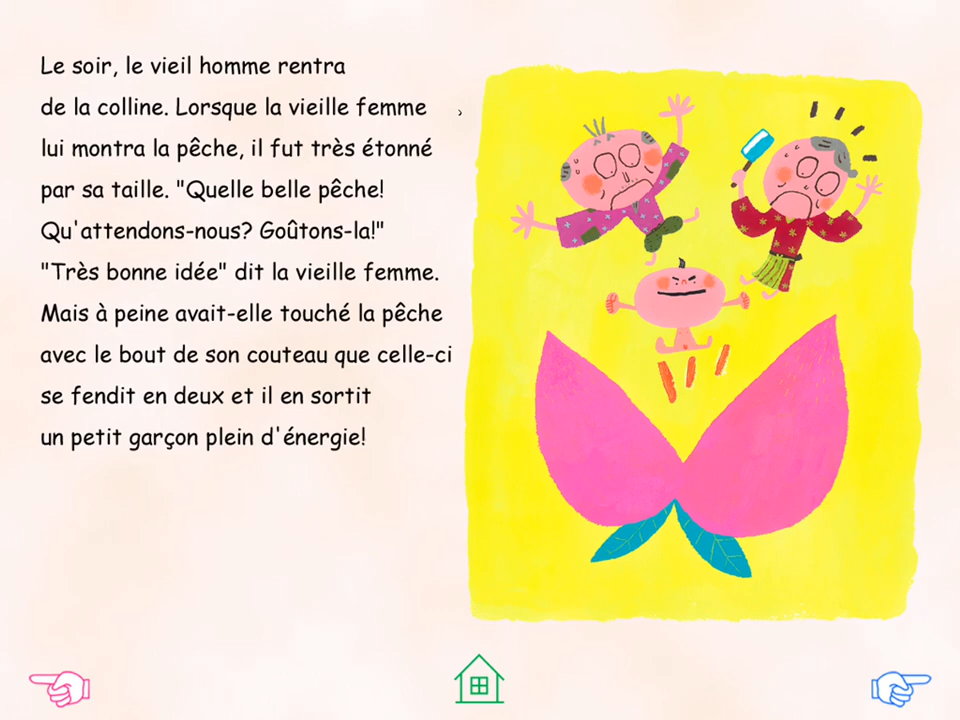 Le soir, le vieil homme rentra
de la colline. Lorsque la vieille femme
lui montra la pêche, il fut très étonné
par sa taille. "Quelle belle pêche!
Qu'attendons-nous? Goûtons-la!"
"Très bonne idée" dit la vieille femme.
Mais à peine avait-elle touché la pêche
avec le bout de son couteau que celle-ci
se fendit en deux et il en sortit
un petit garçon plein d'énergie!